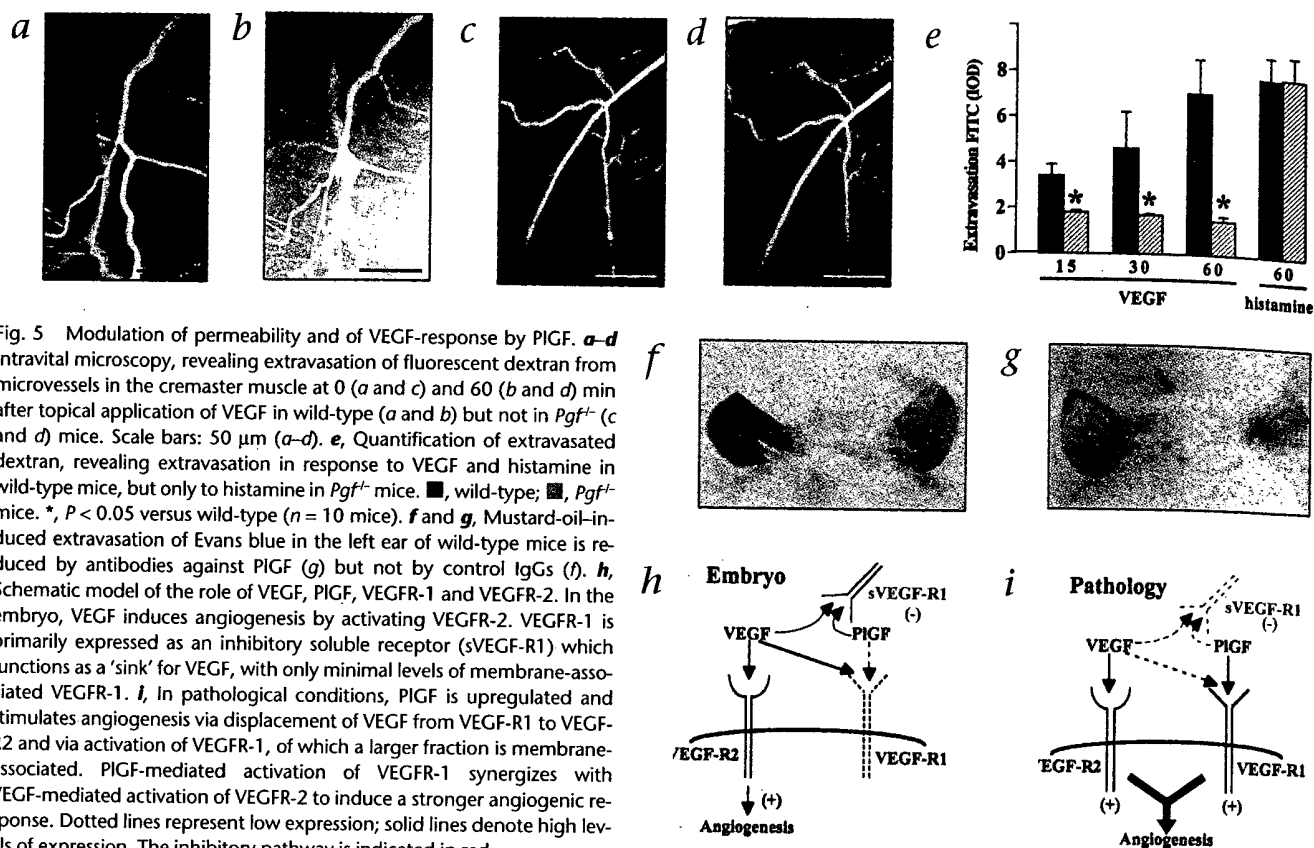 a
b
c
d
e
Extravasation FITC (IOD)
8
6
4
2
0
*
*
*
15 30 60 60
VEGF
histamine
Fig. 5 Modulation of permeability and of VEGF-response by PlGF. a–d
intravital microscopy, revealing extravasation of fluorescent dextran from
microvessels in the cremaster muscle at 0 (a and c) and 60 (b and d) min
after topical application of VEGF in wild-type (a and b) but not in Pgf-/- (c
and d) mice. Scale bars: 50 μm (a–d). e, Quantification of extravasated
dextran, revealing extravasation in response to VEGF and histamine in
wild-type mice, but only to histamine in Pgf-/- mice. ■, wild-type; ▩, Pgf-/-
mice. *, P < 0.05 versus wild-type (n = 10 mice). f and g, Mustard-oil–in-
duced extravasation of Evans blue in the left ear of wild-type mice is re-
duced by antibodies against PlGF (g) but not by control IgGs (f). h,
Schematic model of the role of VEGF, PlGF, VEGFR-1 and VEGFR-2. In the
embryo, VEGF induces angiogenesis by activating VEGFR-2. VEGFR-1 is
primarily expressed as an inhibitory soluble receptor (sVEGF-R1) which
functions as a 'sink' for VEGF, with only minimal levels of membrane-asso-
ciated VEGFR-1. i, In pathological conditions, PlGF is upregulated and
stimulates angiogenesis via displacement of VEGF from VEGF-R1 to VEGF-
R2 and via activation of VEGFR-1, of which a larger fraction is membrane-
associated. PlGF-mediated activation of VEGFR-1 synergizes with
VEGF-mediated activation of VEGFR-2 to induce a stronger angiogenic re-
sponse. Dotted lines represent low expression; solid lines denote high lev-
els of expression. The inhibitory pathway is indicated in red.
f
g
h
Embryo
sVEGF-R1
(-)
VEGF
PlGF
VEGF-R2
VEGF-R1
(+)
Angiogenesis
i
Pathology
sVEGF-R1
(-)
VEGF
PlGF
VEGF-R2
VEGF-R1
(+)
(+)
Angiogenesis